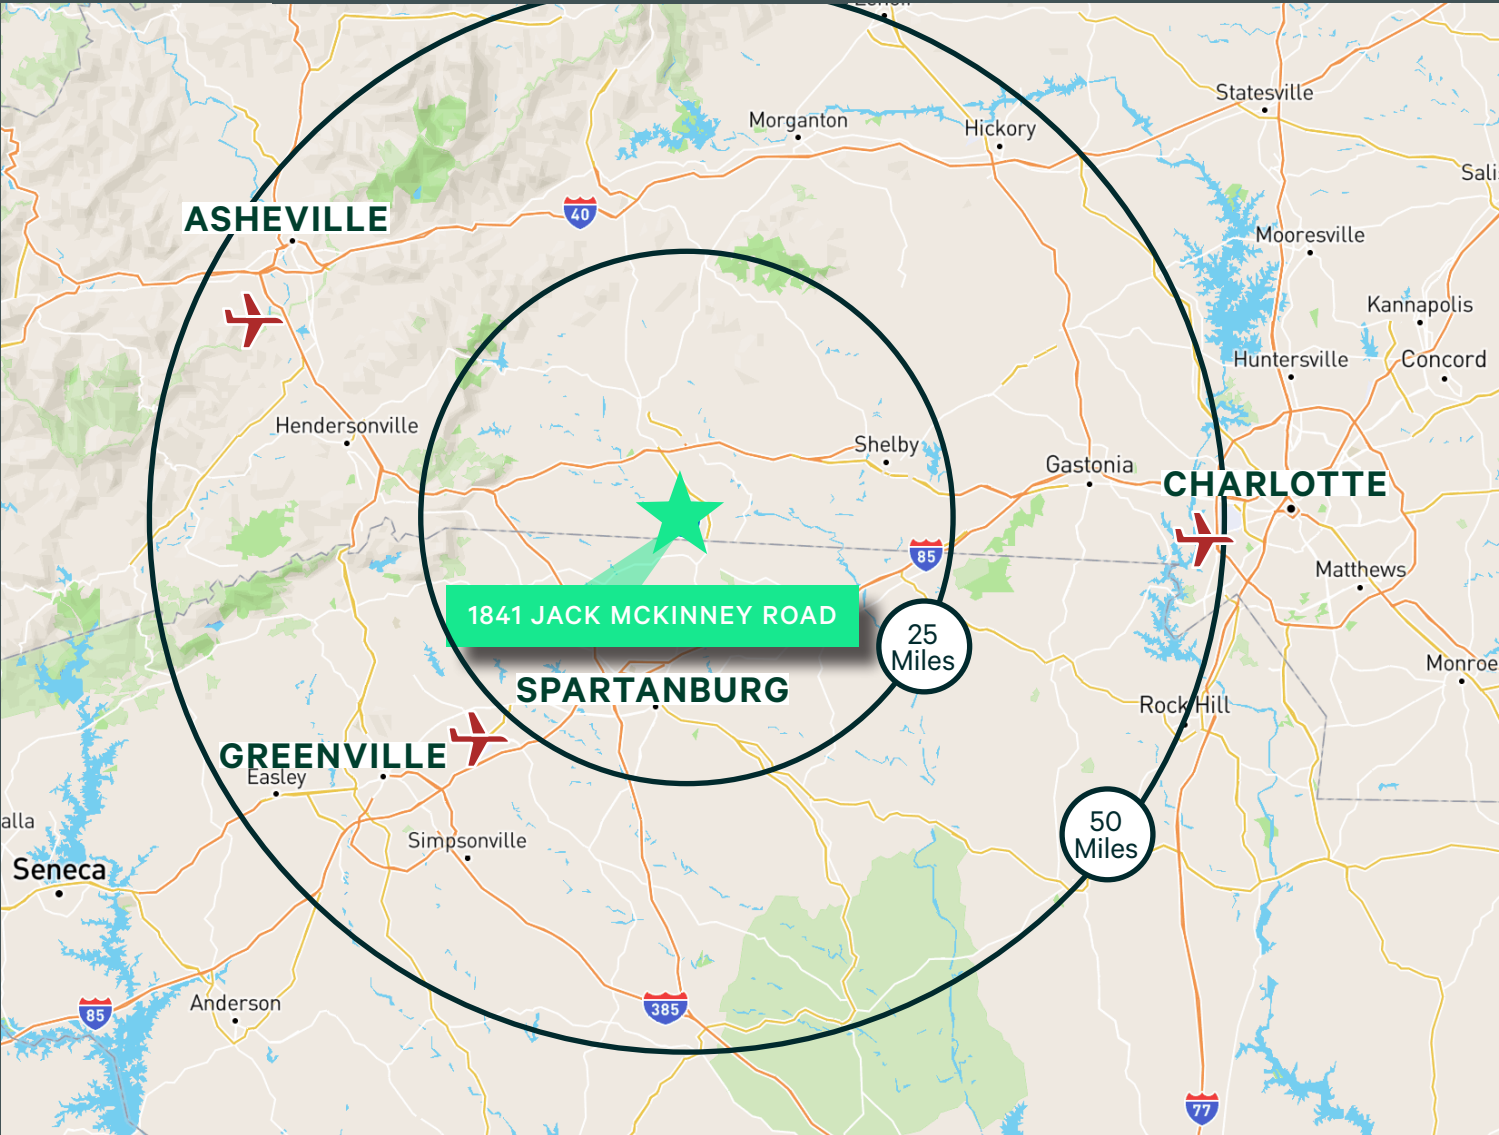 Lenoir
Statesville
Morganton
Hickory
Sali
ASHEVILLE
40
Mooresville
Kannapolis
Huntersville
Concord
Hendersonville
Shelby
Gastonia
CHARLOTTE
85
Matthews
1841 JACK MCKINNEY ROAD
25
Miles
Monroe
SPARTANBURG
Rock Hill
GREENVILLE
Easley
alla
50
Miles
Simpsonville
Seneca
Anderson
385
85
77